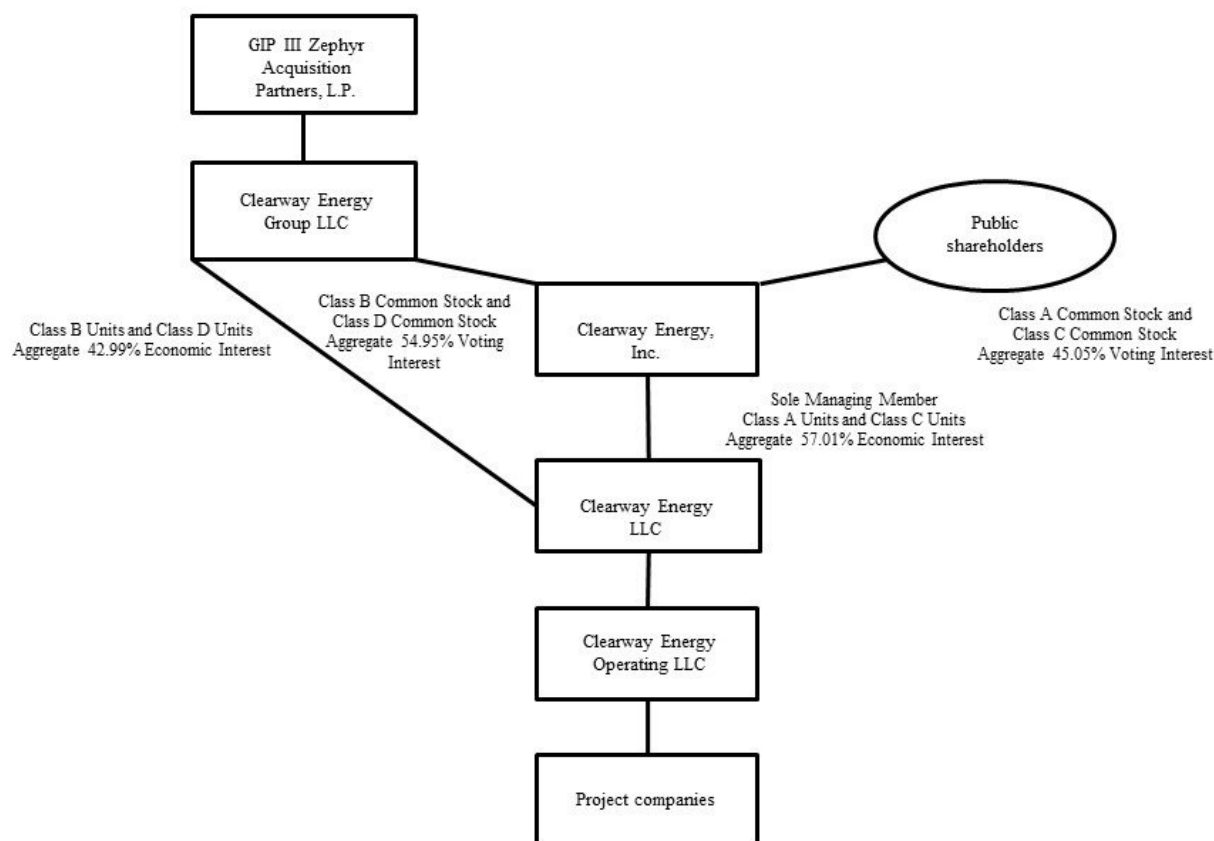 GIP III Zephyr
Acquisition
Partners, L.P.
Clearway Energy
Group LLC
Public
shareholders
Class B Units and Class D Units
Aggregate 42.99% Economic Interest
Class B Common Stock and
Class D Common Stock
Aggregate 54.95% Voting
Interest
Clearway Energy,
Inc.
Class A Common Stock and
Class C Common Stock
Aggregate 45.05% Voting Interest
Sole Managing Member
Class A Units and Class C Units
Aggregate 57.01% Economic Interest
Clearway Energy
LLC
Clearway Energy
Operating LLC
Project companies